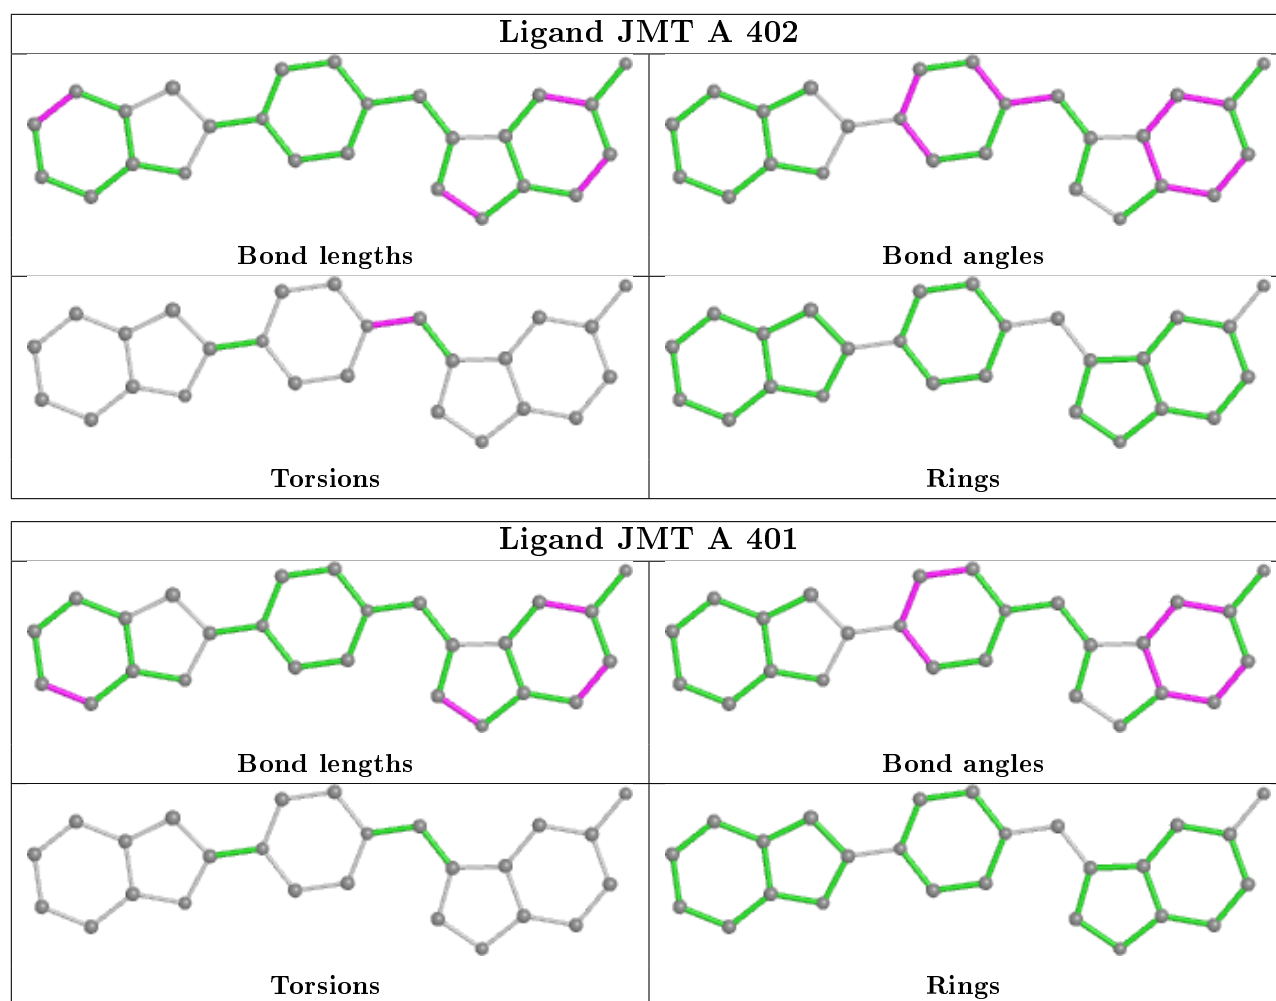 Ligand JMT A 402
Bond lengths
Bond angles
Torsions
Rings
Ligand JMT A 401
Bond lengths
Bond angles
Torsions
Rings